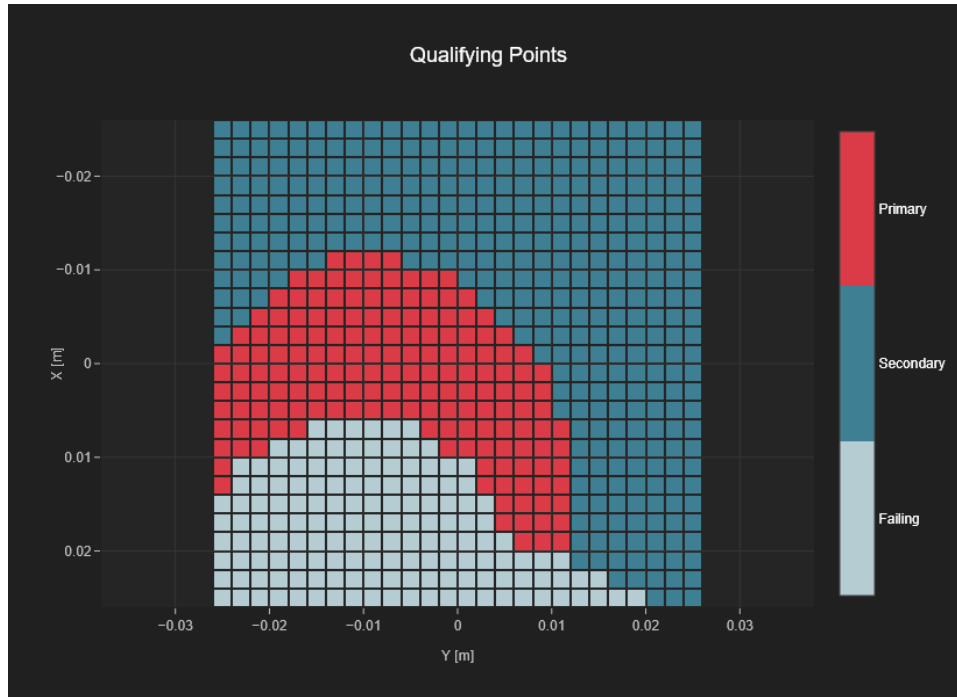 Qualifying Points
−0.02
−0.01
0
0.01
0.02
X [m]
−0.03
−0.02
−0.01
0
0.01
0.02
0.03
Y [m]
Primary
Secondary
Failing